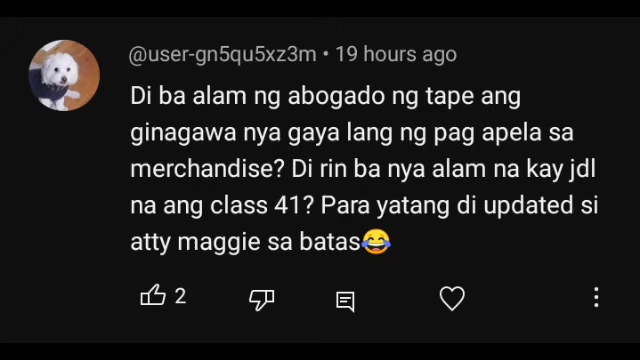 @user-gn5qu5xz3m • 19 hours ago
Di ba alam ng abogado ng tape ang
ginagawa nya gaya lang ng pag apela sa
merchandise? Di rin ba nya alam na kay jdl
na ang class 41? Para yatang di updated si
atty maggie sa batas😂
2